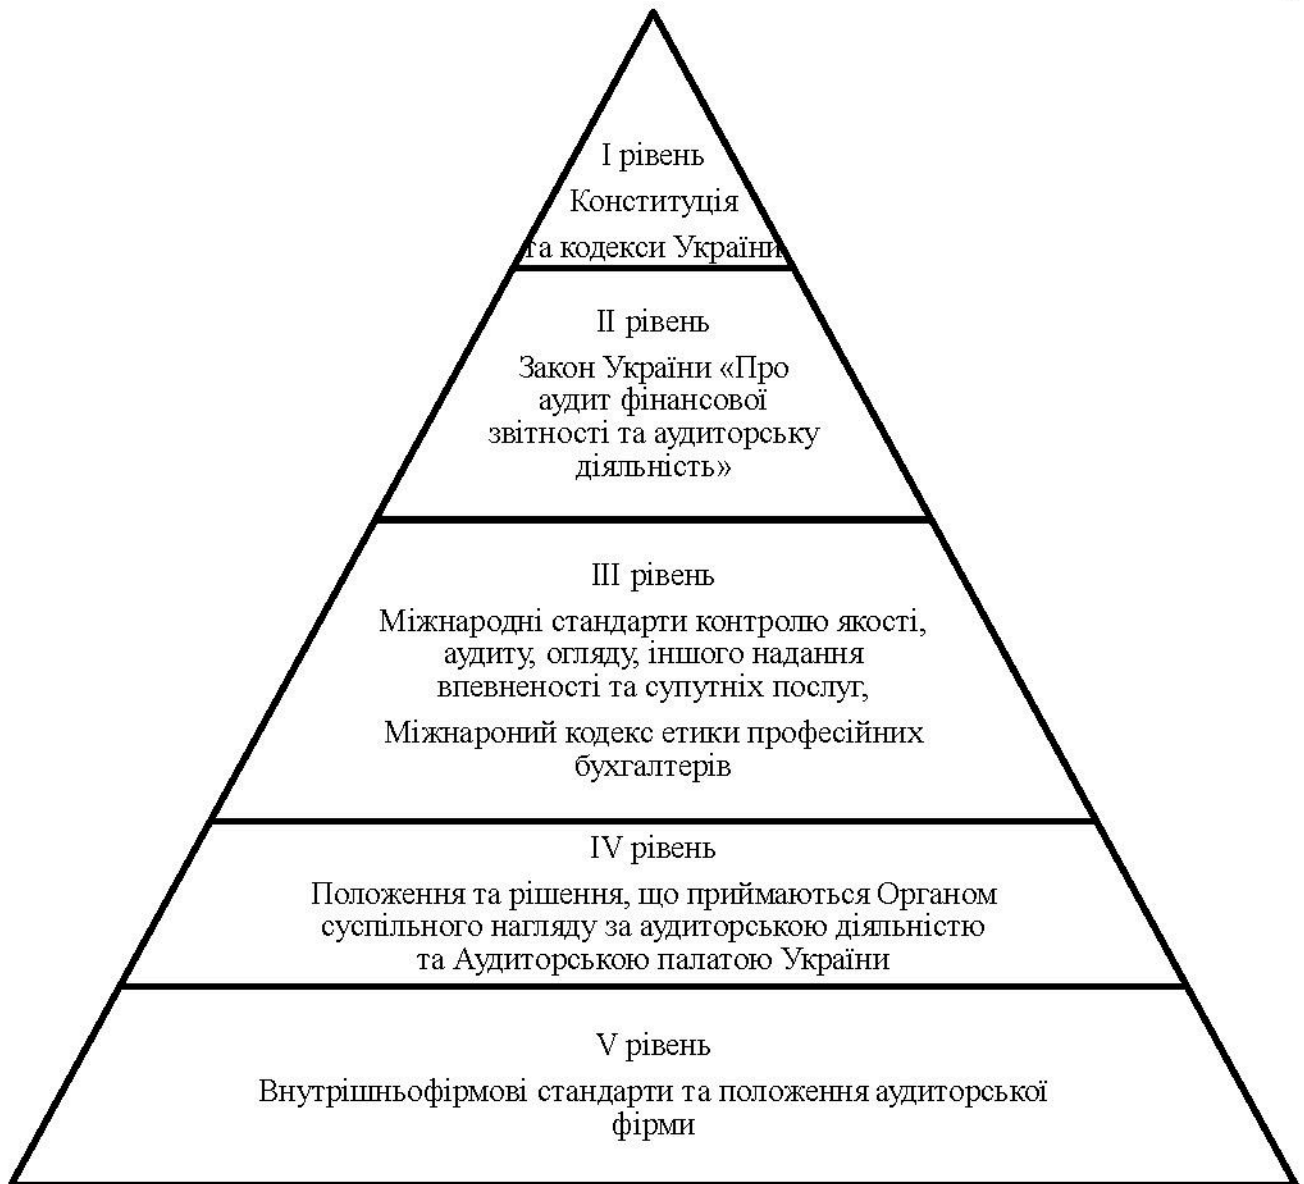 I рівень
Конституція
та кодекси України
II рівень
Закон України «Про
аудит фінансової
звітності та аудиторську
діяльність»
III рівень
Міжнародні стандарти контролю якості,
аудиту, огляду, іншого надання
впевненості та супутніх послуг,
Міжнароний кодекс етики професійних
бухгалтерів
IV рівень
Положення та рішення, що приймаються Органом
суспільного нагляду за аудиторською діяльністю
та Аудиторською палатою України
V рівень
Внутрішньофірмові стандарти та положення аудиторської
фірми